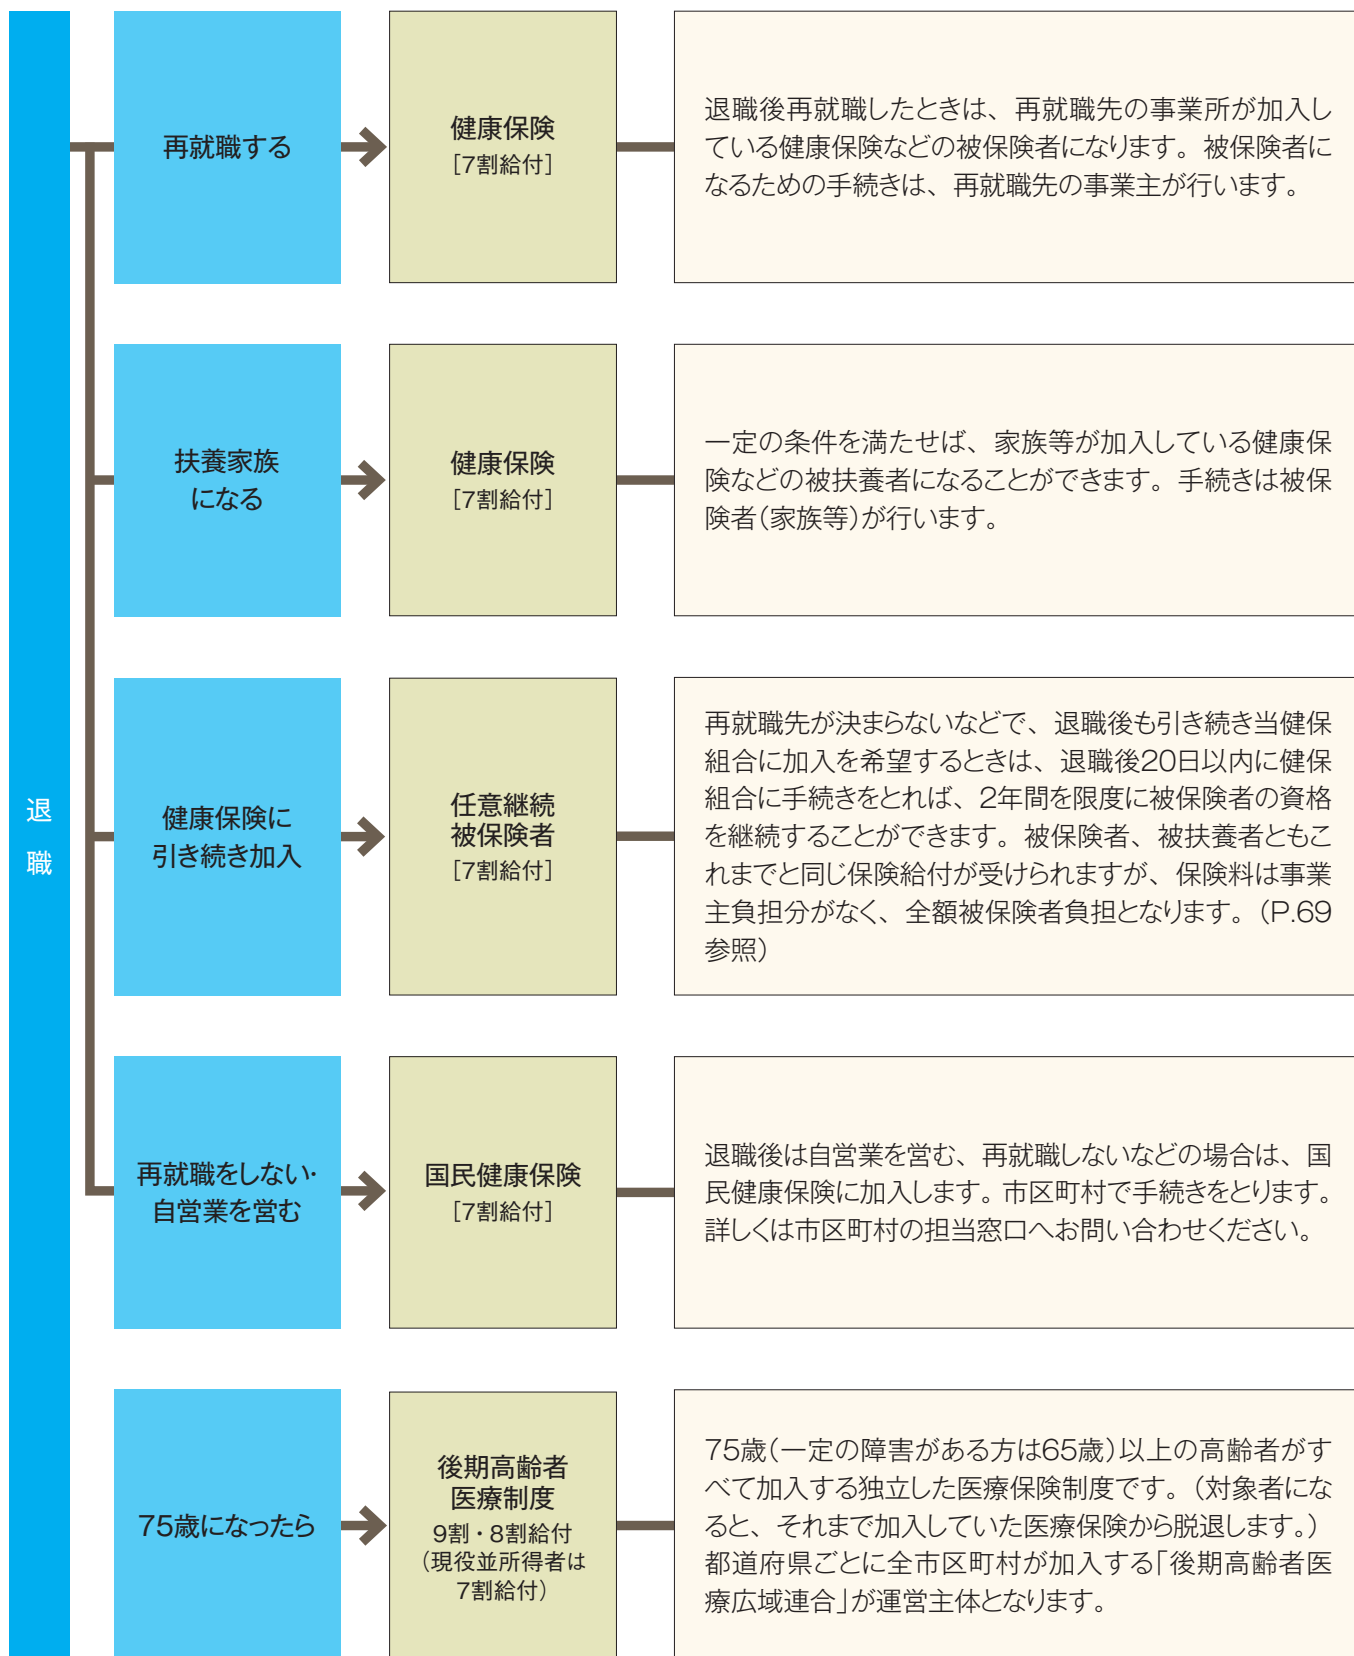 退
職
再就職する
健康保険
［7割給付］
退職後再就職したときは、再就職先の事業所が加入し
ている健康保険などの被保険者になります。被保険者に
なるための手続きは、再就職先の事業主が行います。
扶養家族
になる
健康保険
［7割給付］
一定の条件を満たせば、家族等が加入している健康保
険などの被扶養者になることができます。手続きは被保
険者（家族等）が行います。
健康保険に
引き続き加入
任意継続
被保険者
［7割給付］
再就職先が決まらないなどで、退職後も引き続き当健保
組合に加入を希望するときは、退職後20日以内に健保
組合に手続きをとれば、2年間を限度に被保険者の資格
を継続することができます。被保険者、被扶養者ともこ
れまでと同じ保険給付が受けられますが、保険料は事業
主負担分がなく、全額被保険者負担となります。（P.69
参照）
再就職をしない・
自営業を営む
国民健康保険
［7割給付］
退職後は自営業を営む、再就職しないなどの場合は、国
民健康保険に加入します。市区町村で手続きをとります。
詳しくは市区町村の担当窓口へお問い合わせください。
75歳になったら
後期高齢者
医療制度
9割・8割給付
（現役並所得者は
7割給付）
75歳（一定の障害がある方は65歳）以上の高齢者がす
べて加入する独立した医療保険制度です。（対象者にな
ると、それまで加入していた医療保険から脱退します。）
都道府県ごとに全市区町村が加入する「後期高齢者医
療広域連合」が運営主体となります。